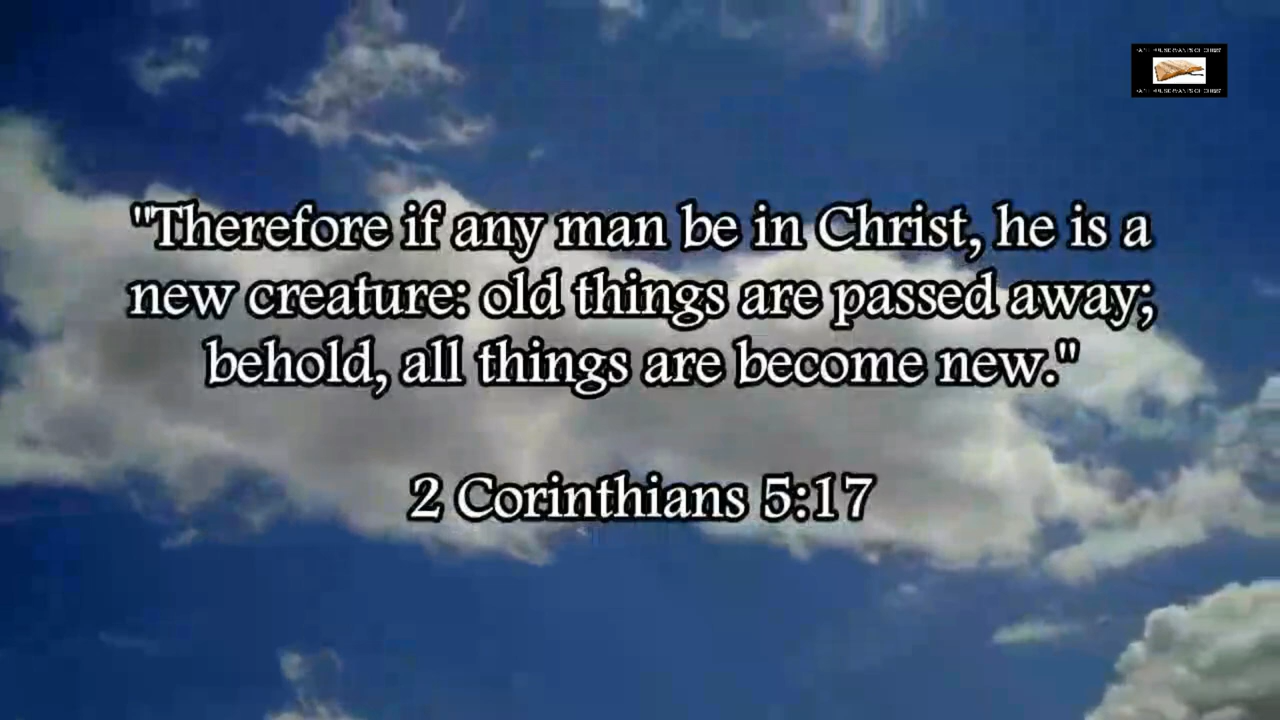 "Therefore if any man be in Christ, he is a
new creature: old things are passed away;
behold, all things are become new."
2 Corinthians 5:17